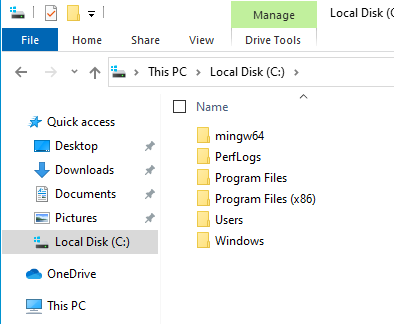 Manage
Local Disk (
File
Home
Share
View
Drive Tools
This PC
Local Disk (C:)
Name
Quick access
Desktop
Downloads
Documents
Pictures
Local Disk (C:)
OneDrive
This PC
mingw64
PerfLogs
Program Files
Program Files (x86)
Users
Windows